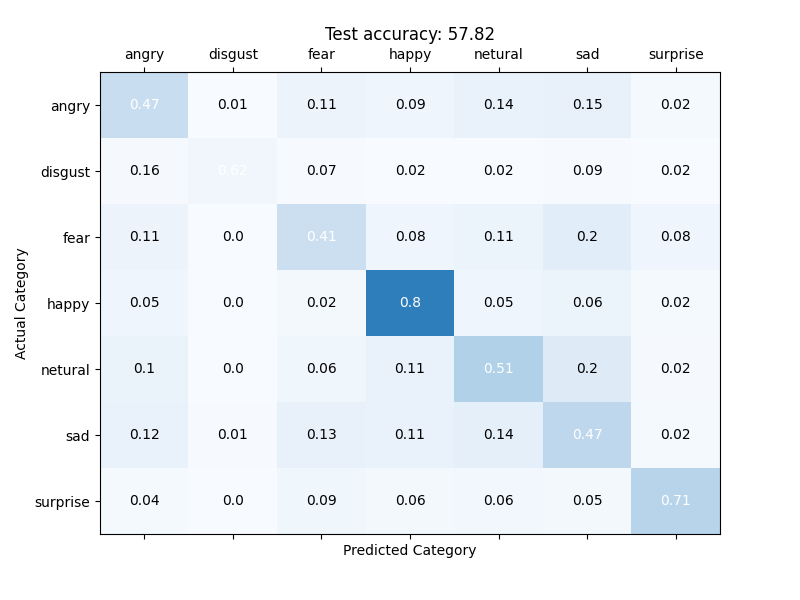 Test accuracy: 57.82
angry disgust fear happy netural sad surprise
angry 0.47 0.01 0.11 0.09 0.14 0.15 0.02
disgust 0.16 0.62 0.07 0.02 0.02 0.09 0.02
fear 0.11 0.0 0.41 0.08 0.11 0.2 0.08
happy 0.05 0.0 0.02 0.8 0.05 0.06 0.02
netural 0.1 0.0 0.06 0.11 0.51 0.2 0.02
sad 0.12 0.01 0.13 0.11 0.14 0.47 0.02
surprise 0.04 0.0 0.09 0.06 0.06 0.05 0.71
Actual Category
Predicted Category